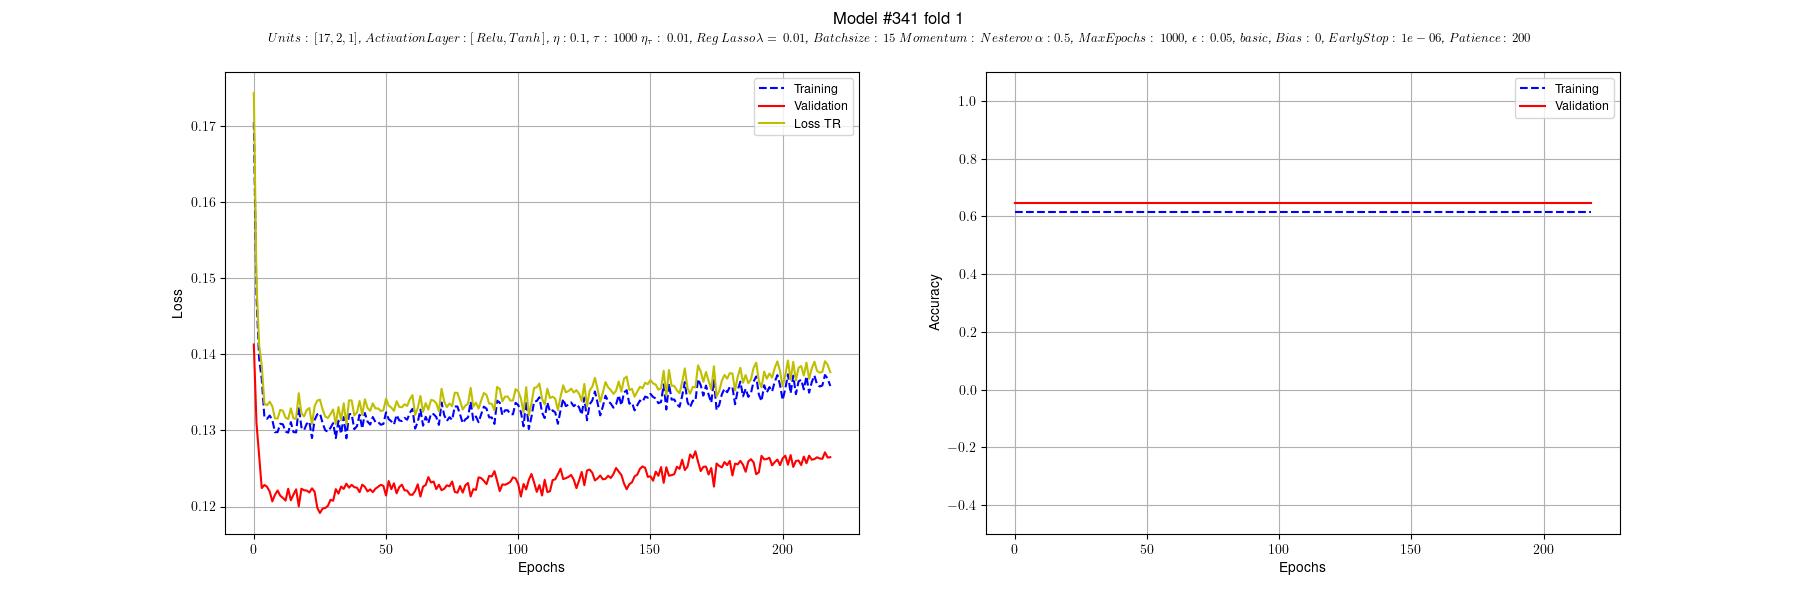 Model #341 fold 1
Units : [17, 2, 1], ActivationLayer : [ Relu, Tanh], η : 0.1, τ : 1000 ητ : 0.01, Reg Lasso λ = 0.01, Batchsize : 15 Momentum : Nesterov α : 0.5, MaxEpochs : 1000, ϵ : 0.05, basic, Bias : 0, EarlyStop : 1e − 06, Patience : 200
Training
Validation
Loss TR
0.17
0.16
0.15
0.14
0.13
0.12
Loss
0 50 100 150 200
Epochs
Training
Validation
1.0
0.8
0.6
0.4
0.2
0.0
−0.2
−0.4
Accuracy
0 50 100 150 200
Epochs